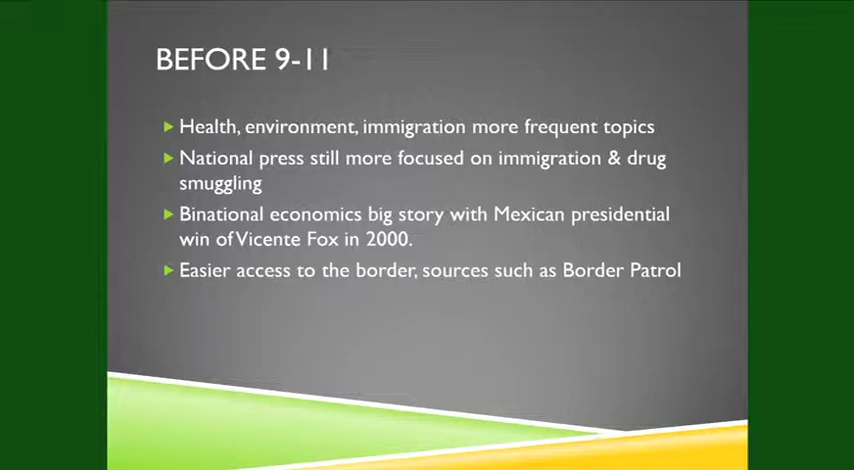 BEFORE 9-11
Health, environment, immigration more frequent topics
National press still more focused on immigration & drug
smuggling
Binational economics big story with Mexican presidential
win of Vicente Fox in 2000.
Easier access to the border, sources such as Border Patrol